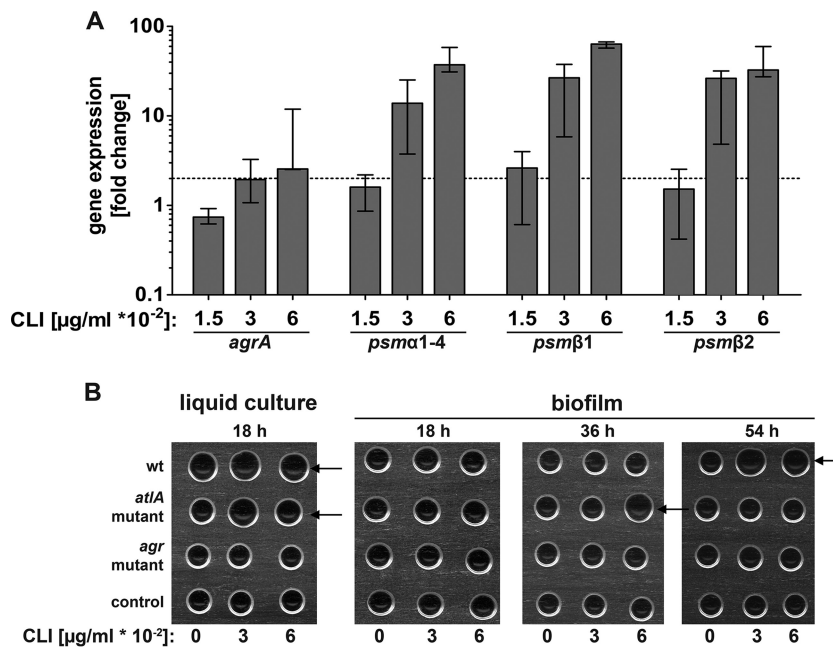 A
gene expression
[fold change]
100
10
1
0.1
CLI [µg/ml *10⁻²]: 1.5 3 6 1.5 3 6 1.5 3 6 1.5 3 6
agrA psmα1-4 psmβ1 psmβ2
B
liquid culture biofilm
18 h 18 h 36 h 54 h
wt
atlA
mutant
agr
mutant
control
CLI [µg/ml * 10⁻²]: 0 3 6 0 3 6 0 3 6 0 3 6